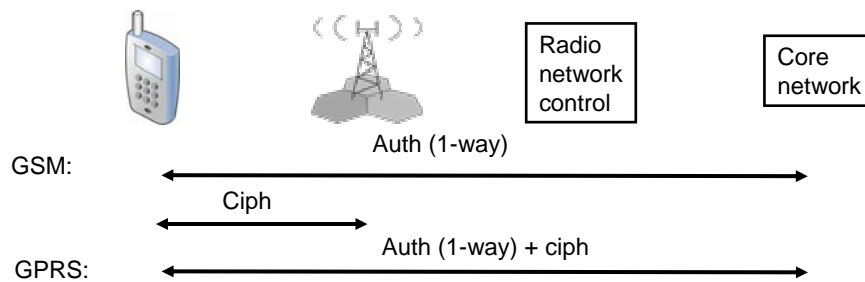 Radio
network
control
Core
network
Auth (1-way)
GSM:
Ciph
Auth (1-way) + ciph
GPRS: